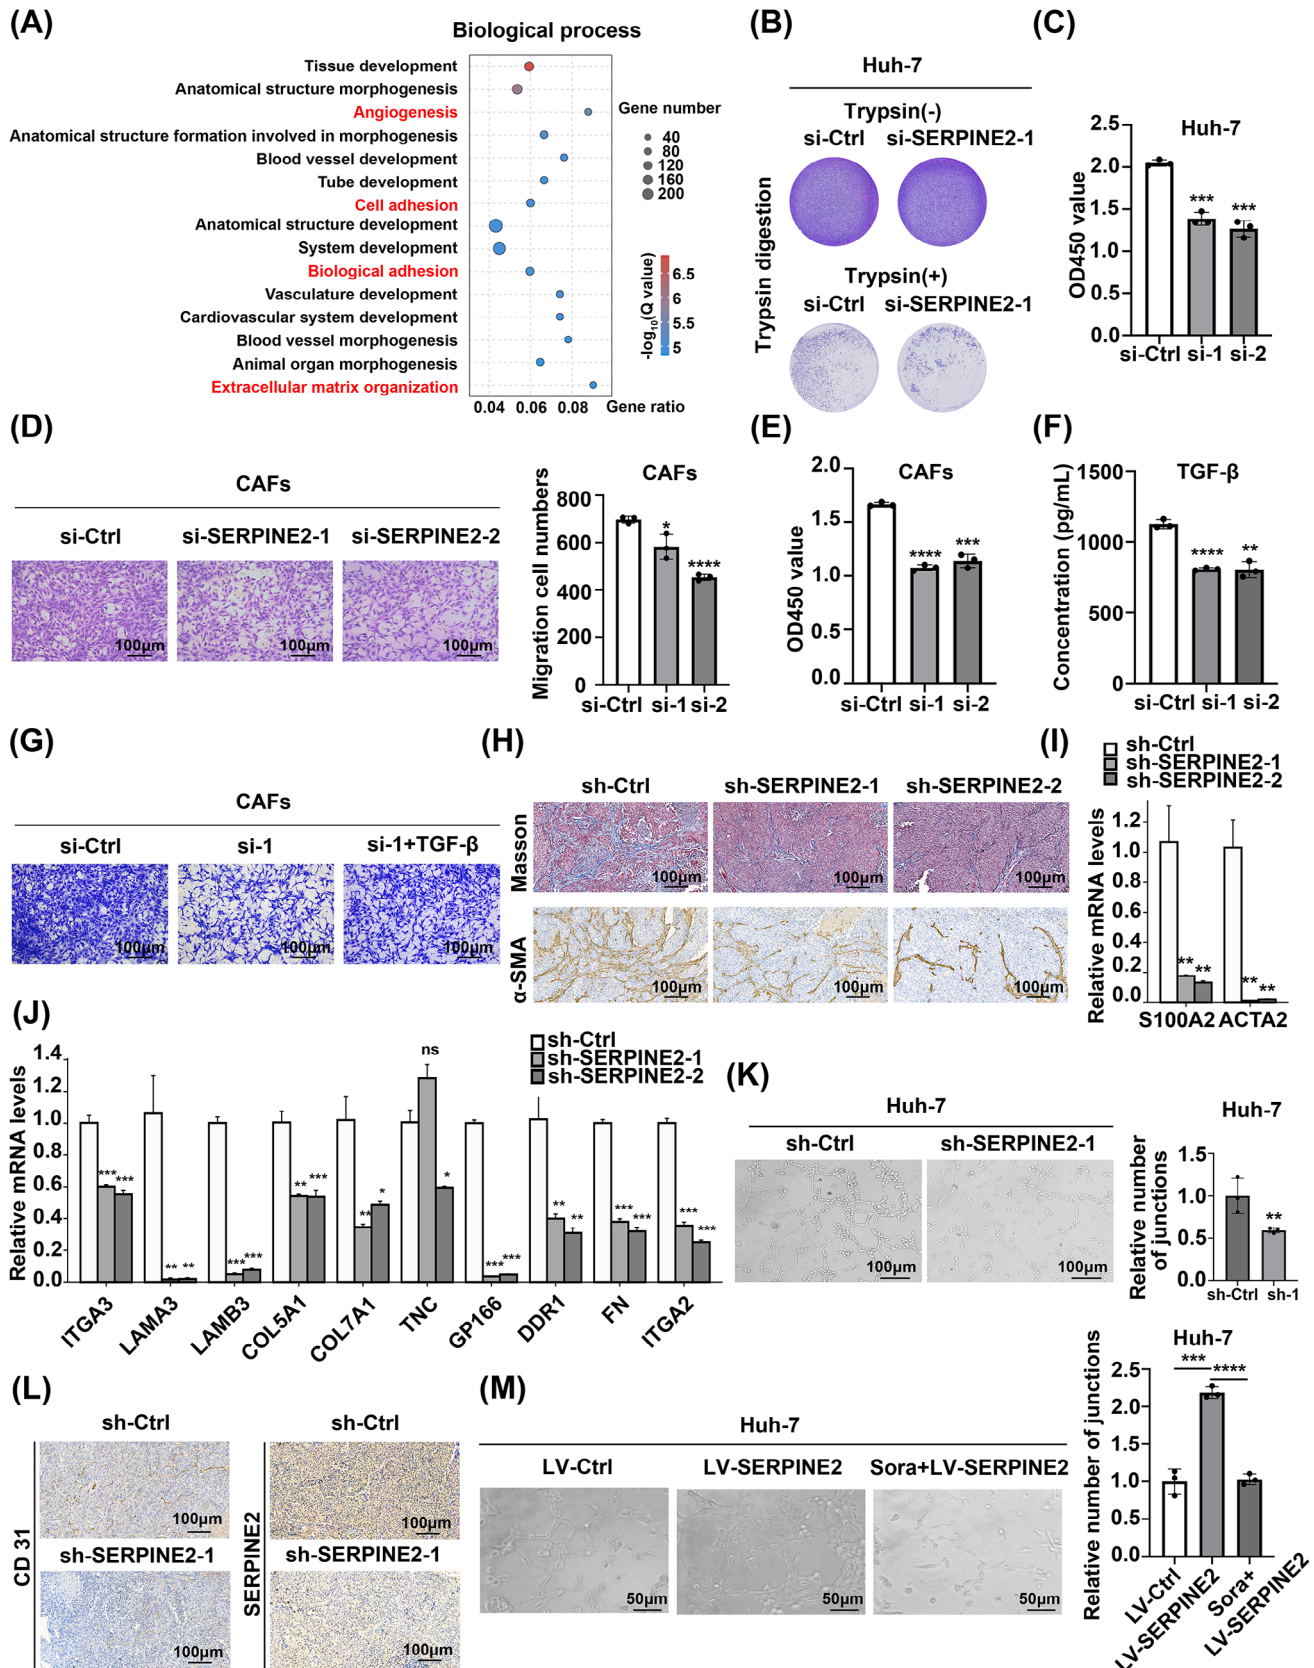 (A)
Biological process
Tissue development
Anatomical structure morphogenesis
Angiogenesis
Anatomical structure formation involved in morphogenesis
Blood vessel development
Tube development
Cell adhesion
Anatomical structure development
System development
Biological adhesion
Vasculature development
Cardiovascular system development
Blood vessel morphogenesis
Animal organ morphogenesis
Extracellular matrix organization
0.04 0.06 0.08 Gene ratio
Gene number
40
80
120
160
200
-log10(Q value)
6.5
6
5.5
5
(B)
Huh-7
Trypsin digestion
Trypsin(-)
si-Ctrl si-SERPINE2-1
Trypsin(+)
si-Ctrl si-SERPINE2-1
(C)
Huh-7
OD450 value
2.5
2.0
1.5
1.0
0.5
0.0
*** ***
si-Ctrl si-1 si-2
(D)
CAFs
si-Ctrl si-SERPINE2-1 si-SERPINE2-2
100μm 100μm 100μm
CAFs
Migration cell numbers
800
600
400
200
0
* ****
si-Ctrl si-1 si-2
(E)
CAFs
OD450 value
2.0
1.5
1.0
0.5
0.0
**** ***
si-Ctrl si-1 si-2
(F)
TGF-β
Concentration (pg/mL)
1500
1000
500
0
**** **
si-Ctrl si-1 si-2
(G)
CAFs
si-Ctrl si-1 si-1+TGF-β
100μm 100μm 100μm
(H)
sh-Ctrl sh-SERPINE2-1 sh-SERPINE2-2
Masson
100μm 100μm 100μm
α-SMA
100μm 100μm 100μm
(I)
sh-Ctrl
sh-SERPINE2-1
sh-SERPINE2-2
Relative mRNA levels
1.2
1.0
0.8
0.6
0.4
0.2
0.0
** ** ** **
S100A2 ACTA2
(J)
sh-Ctrl
sh-SERPINE2-1
sh-SERPINE2-2
Relative mRNA levels
1.4
1.2
1.0
0.8
0.6
0.4
0.2
0.0
*** *** ** ** *** *** ** *** ** * ns * *** *** ** ** *** *** *** ***
ITGA3 LAMA3 LAMB3 COL5A1 COL7A1 TNC GP166 DDR1 FN ITGA2
(K)
Huh-7
sh-Ctrl sh-SERPINE2-1
100μm 100μm
Huh-7
Relative number
of junctions
1.5
1.0
0.5
0.0
**
sh-Ctrl sh-1
(L)
CD 31
sh-Ctrl
100μm
sh-SERPINE2-1
100μm
SERPINE2
sh-Ctrl
100μm
sh-SERPINE2-1
100μm
(M)
Huh-7
LV-Ctrl LV-SERPINE2 Sora+LV-SERPINE2
50μm 50μm 50μm
Huh-7
Relative number of junctions
2.5
2.0
1.5
1.0
0.5
0.0
*** ****
LV-Ctrl
LV-SERPINE2
Sora+
LV-SERPINE2